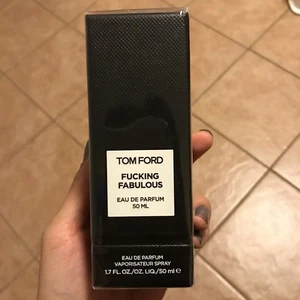 TOM FORD
FUCKING
FABULOUS
EAU DE PARFUM
50 ML
EAU DE PARFUM
VAPORISATEUR SPRAY
1.7 FL. OZ./OZ. LIQ./50 ml ℮